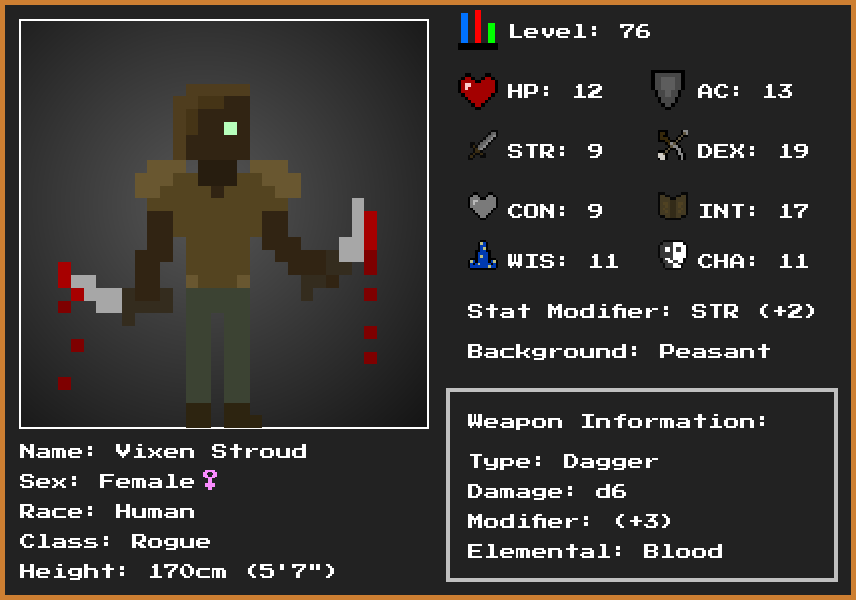 Level: 76
HP: 12 AC: 13
STR: 9 DEX: 19
CON: 9 INT: 17
WIS: 11 CHA: 11
Stat Modifier: STR (+2)
Background: Peasant
Weapon Information:
Type: Dagger
Damage: d6
Modifier: (+3)
Elemental: Blood
Name: Vixen Stroud
Sex: Female♀
Race: Human
Class: Rogue
Height: 170cm (5'7")